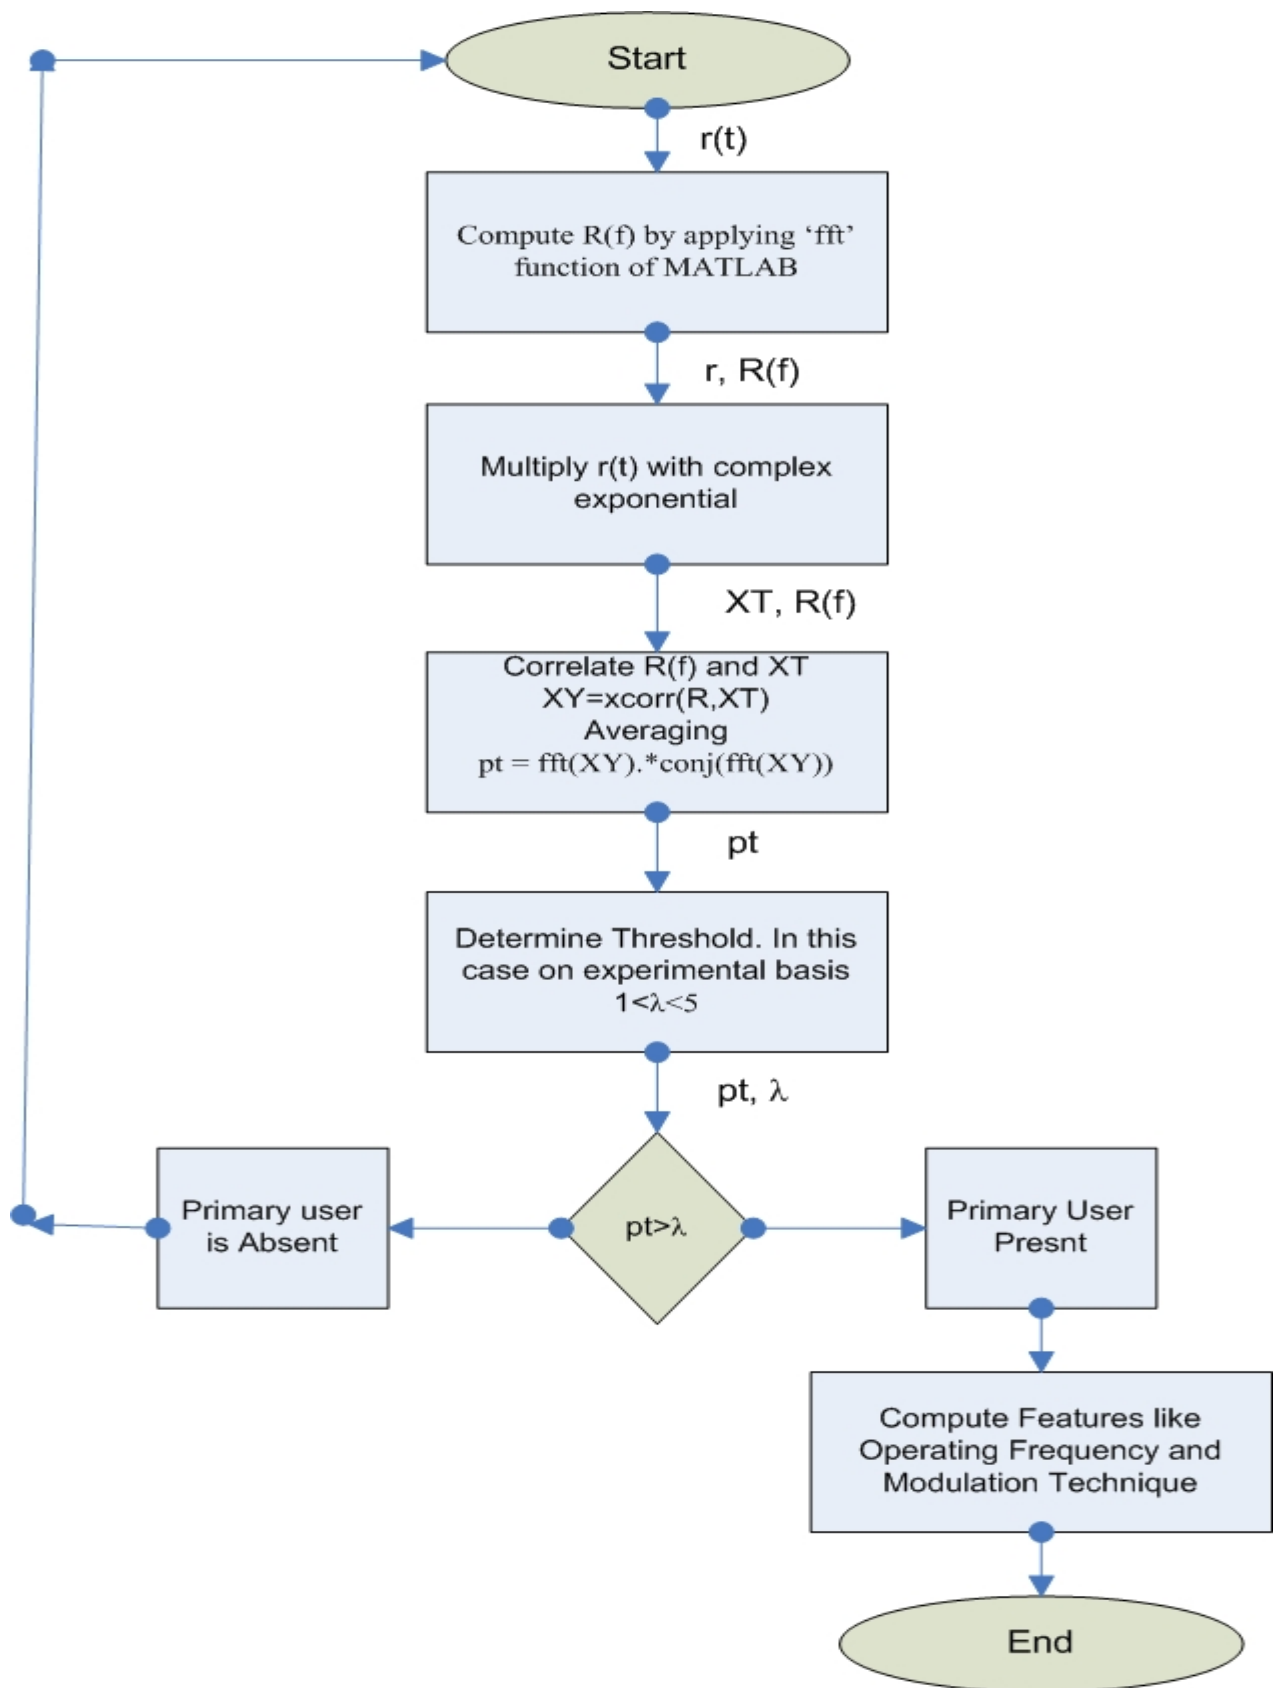 Start
r(t)
Compute R(f) by applying ‘fft’
function of MATLAB
r, R(f)
Multiply r(t) with complex
exponential
XT, R(f)
Correlate R(f) and XT
XY=xcorr(R,XT)
Averaging
pt = fft(XY).*conj(fft(XY))
pt
Determine Threshold. In this
case on experimental basis
1<λ<5
pt, λ
Primary user
is Absent
pt>λ
Primary User
Presnt
Compute Features like
Operating Frequency and
Modulation Technique
End